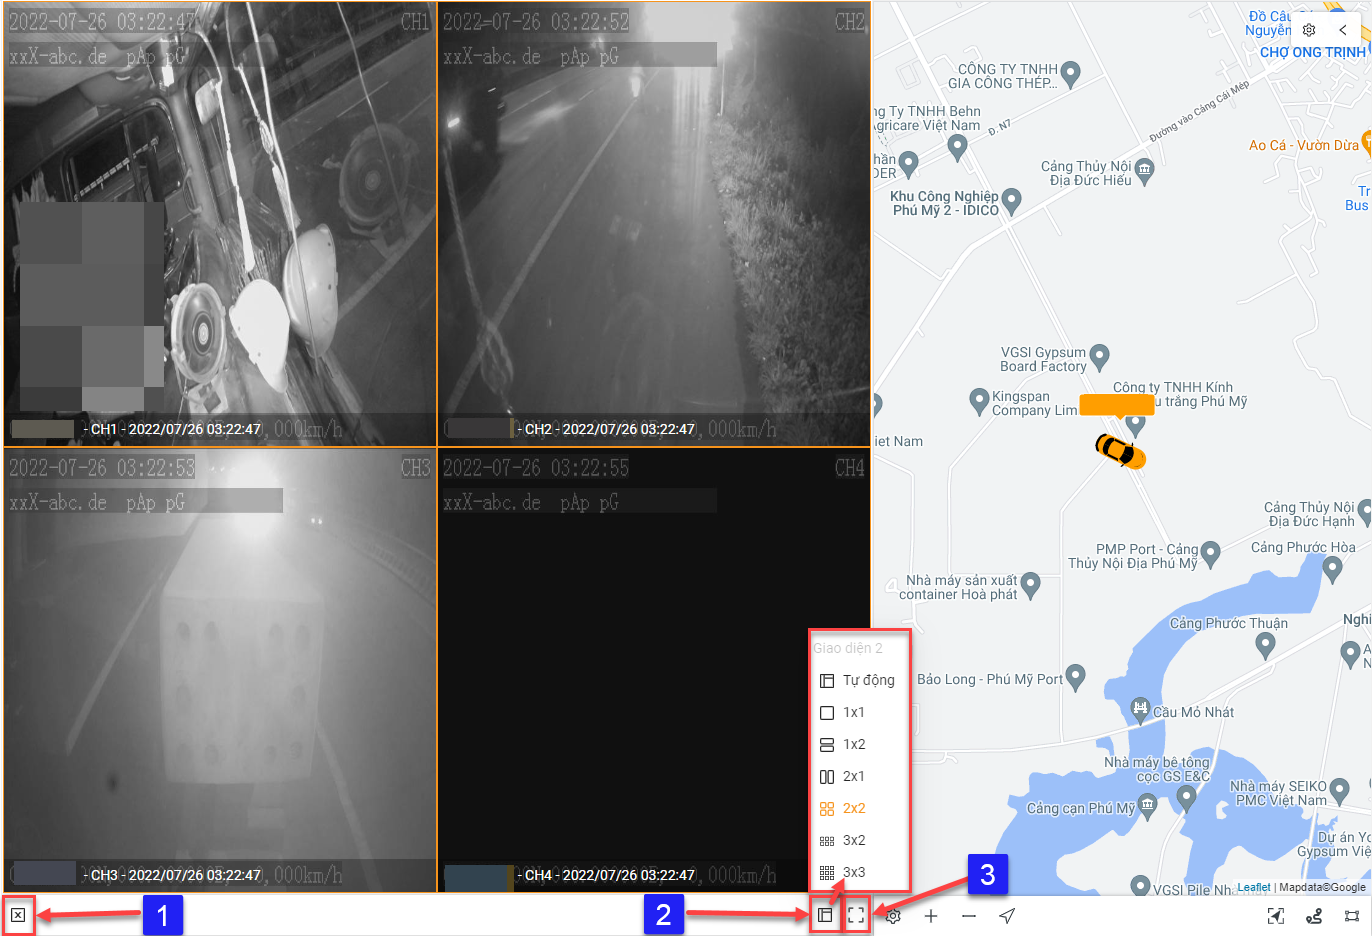 2022-07-26 03:22:47
CH1
xxX-abc.de pAp pG
- CH1 - 2022/07/26 03:22:47
,000km/h
2022-07-26 03:22:52
CH2
xxX-abc.de pAp pG
- CH2 - 2022/07/26 03:22:47
,000km/h
2022-07-26 03:22:53
CH3
xxX-abc.de pAp pG
- CH3 - 2022/07/26 03:22:47
,000km/h
2022-07-26 03:22:55
CH4
xxX-abc.de pAp pG
- CH4 - 2022/07/26 03:22:47
,000km/h
Giao diện 2
Tự động
1x1
1x2
2x1
2x2
3x2
3x3
1
2
3
Đồ Câu
Nguyễn
CHỢ ONG TRỊNH
CÔNG TY TNHH
GIA CÔNG THÉP...
Đường vào Cảng Cái Mép
ng Ty TNHH Behn
Agricare Việt Nam
Đ. N7
Ao Cá - Vườn Dừa
hần
DER
Cảng Thủy Nội
Địa Đức Hiếu
Tr
Bus
Khu Công Nghiệp
Phú Mỹ 2 - IDICO
VGSI Gypsum
Board Factory
Kingspan
Company Lim
Công ty TNHH Kính
u trắng Phú Mỹ
iet Nam
Cảng Thủy Nội
Địa Đức Hạnh
PMP Port - Cảng
Thủy Nội Địa Phú Mỹ
Cảng Phước Hòa
Nhà máy sản xuất
container Hoà phát
Cảng Phước Thuận
Nghi
A
N
Bảo Long - Phú Mỹ Port
Cầu Mỏ Nhát
Nhà máy bê tông
cọc GS E&C
Nhà máy SEIKO
PMC Việt Nam
Cảng cạn Phú Mỹ
Dự án Yo
Gypsum Việ
VGSI Pile Nhà máy
Leaflet | Mapdata©Google